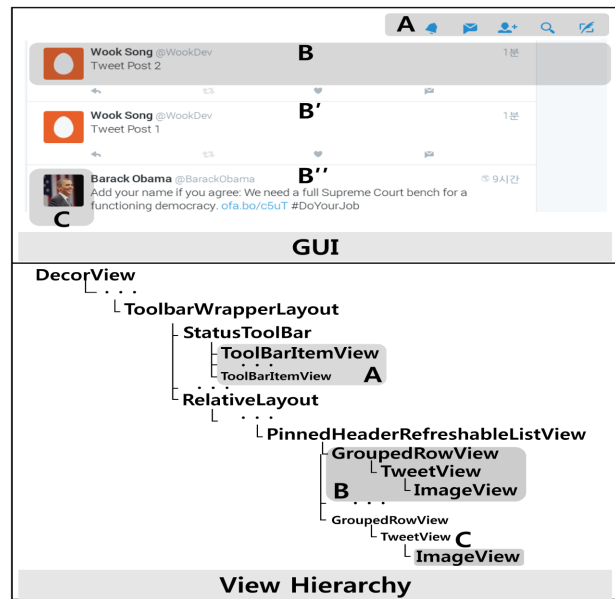 A
Wook Song @WookDev B 1분
Tweet Post 2
Wook Song @WookDev B' 1분
Tweet Post 1
Barack Obama @BarackObama B'' 9시간
Add your name if you agree: We need a full Supreme Court bench for a
functioning democracy. ofa.bo/c5uT #DoYourJob
C
GUI
DecorView
. . .
ToolbarWrapperLayout
StatusToolBar
ToolBarItemView
. . .
ToolBarItemView A
. . .
RelativeLayout
. . .
PinnedHeaderRefreshableListView
GroupedRowView
TweetView
B ImageView
. . .
GroupedRowView
TweetView C
ImageView
View Hierarchy